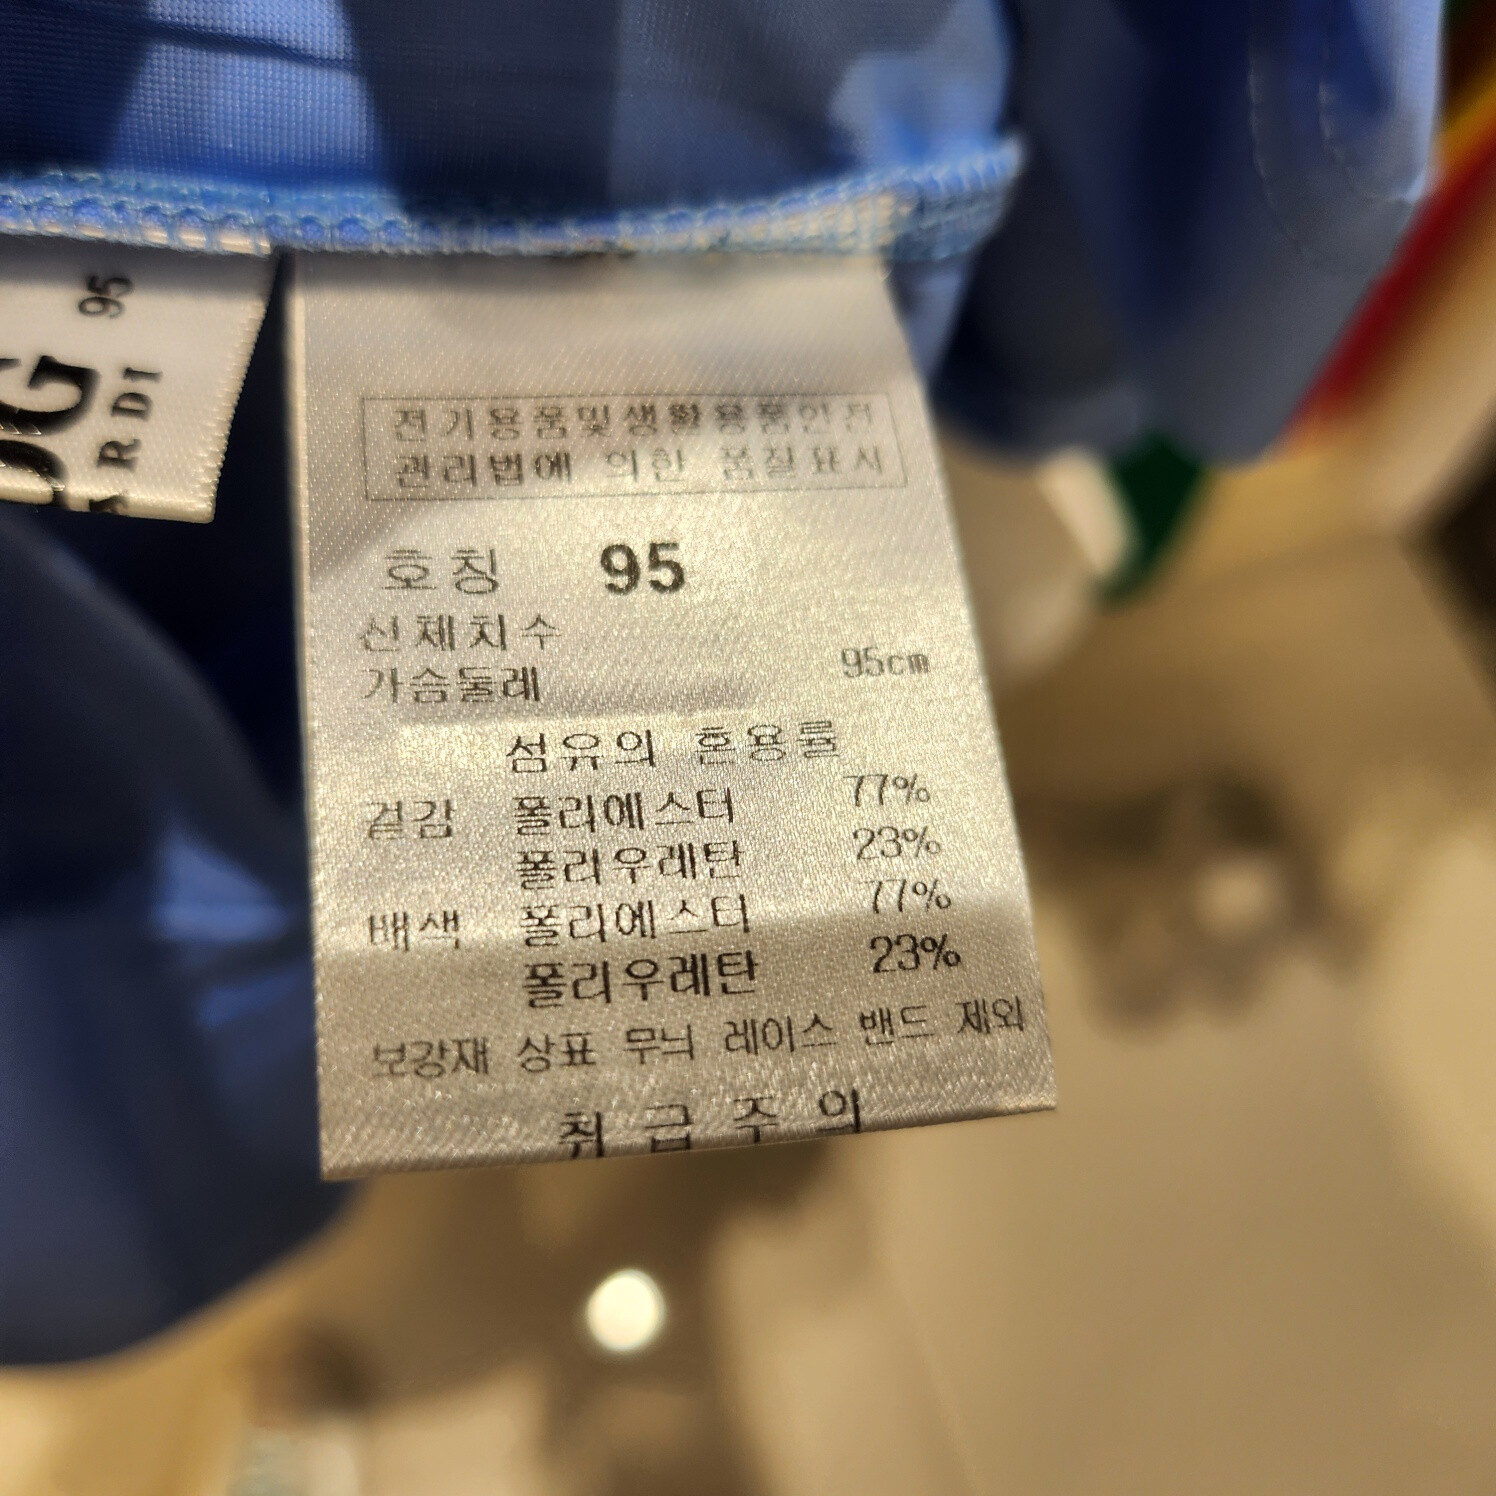 95
ARDI
전기용품및생활용품안전
관리법에 의한 품질표시
호칭 95
신체치수
가슴둘레 95cm
섬유의 혼용률
겉감 폴리에스터 77%
폴리우레탄 23%
배색 폴리에스터 77%
폴리우레탄 23%
보강재 상표 무늬 레이스 밴드 제외
취급주의